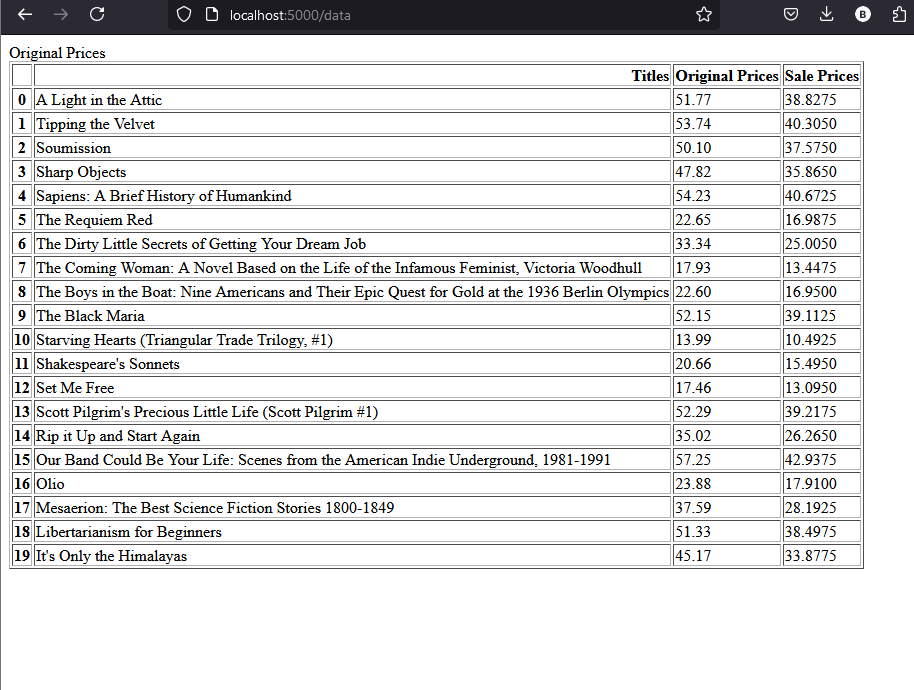 localhost:5000/data
B
Original Prices
Titles Original Prices Sale Prices
0 A Light in the Attic 51.77 38.8275
1 Tipping the Velvet 53.74 40.3050
2 Soumission 50.10 37.5750
3 Sharp Objects 47.82 35.8650
4 Sapiens: A Brief History of Humankind 54.23 40.6725
5 The Requiem Red 22.65 16.9875
6 The Dirty Little Secrets of Getting Your Dream Job 33.34 25.0050
7 The Coming Woman: A Novel Based on the Life of the Infamous Feminist, Victoria Woodhull 17.93 13.4475
8 The Boys in the Boat: Nine Americans and Their Epic Quest for Gold at the 1936 Berlin Olympics 22.60 16.9500
9 The Black Maria 52.15 39.1125
10 Starving Hearts (Triangular Trade Trilogy, #1) 13.99 10.4925
11 Shakespeare's Sonnets 20.66 15.4950
12 Set Me Free 17.46 13.0950
13 Scott Pilgrim's Precious Little Life (Scott Pilgrim #1) 52.29 39.2175
14 Rip it Up and Start Again 35.02 26.2650
15 Our Band Could Be Your Life: Scenes from the American Indie Underground, 1981-1991 57.25 42.9375
16 Olio 23.88 17.9100
17 Mesaerion: The Best Science Fiction Stories 1800-1849 37.59 28.1925
18 Libertarianism for Beginners 51.33 38.4975
19 It's Only the Himalayas 45.17 33.8775